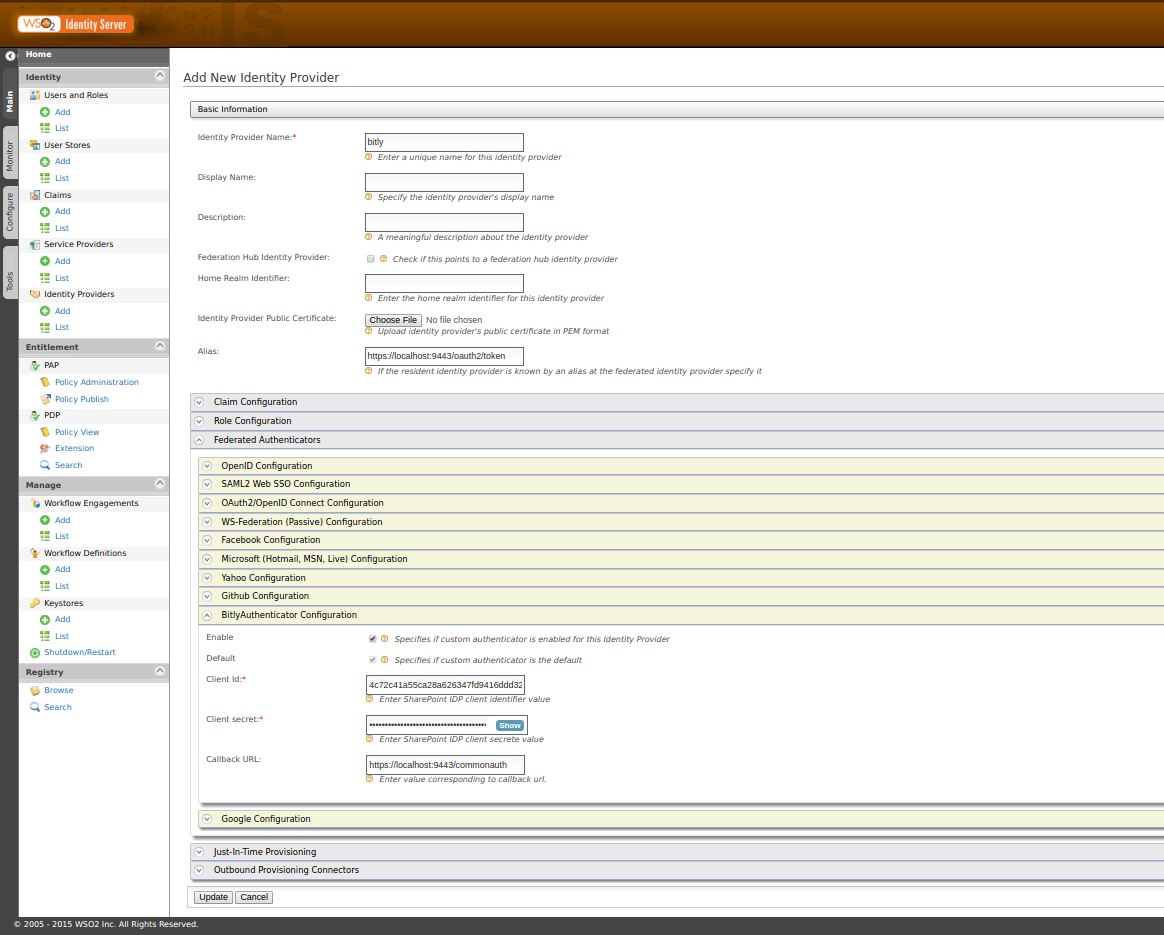 WSO2 Identity Server
Home
Main
Monitor
Configure
Tools
Identity
Users and Roles
Add
List
User Stores
Add
List
Claims
Add
List
Service Providers
Add
List
Identity Providers
Add
List
Entitlement
PAP
Policy Administration
Policy Publish
PDP
Policy View
Extension
Search
Manage
Workflow Engagements
Add
List
Workflow Definitions
Add
List
Keystores
Add
List
Shutdown/Restart
Registry
Browse
Search
Add New Identity Provider
Basic Information
Identity Provider Name:* bitly
Enter a unique name for this identity provider
Display Name:
Specify the identity provider's display name
Description:
A meaningful description about the identity provider
Federation Hub Identity Provider: Check if this points to a federation hub identity provider
Home Realm Identifier:
Enter the home realm identifier for this identity provider
Identity Provider Public Certificate: Choose File No file chosen
Upload identity provider's public certificate in PEM format
Alias: https://localhost:9443/oauth2/token
If the resident identity provider is known by an alias at the federated identity provider specify it
Claim Configuration
Role Configuration
Federated Authenticators
OpenID Configuration
SAML2 Web SSO Configuration
OAuth2/OpenID Connect Configuration
WS-Federation (Passive) Configuration
Facebook Configuration
Microsoft (Hotmail, MSN, Live) Configuration
Yahoo Configuration
Github Configuration
BitlyAuthenticator Configuration
Enable Specifies if custom authenticator is enabled for this Identity Provider
Default Specifies if custom authenticator is the default
Client Id:* 4c72c41a55ca28a626347fd9416ddd32
Enter SharePoint IDP client identifier value
Client secret:* Show
Enter SharePoint IDP client secrete value
Callback URL: https://localhost:9443/commonauth
Enter value corresponding to callback url.
Google Configuration
Just-In-Time Provisioning
Outbound Provisioning Connectors
Update Cancel
© 2005 - 2015 WSO2 Inc. All Rights Reserved.